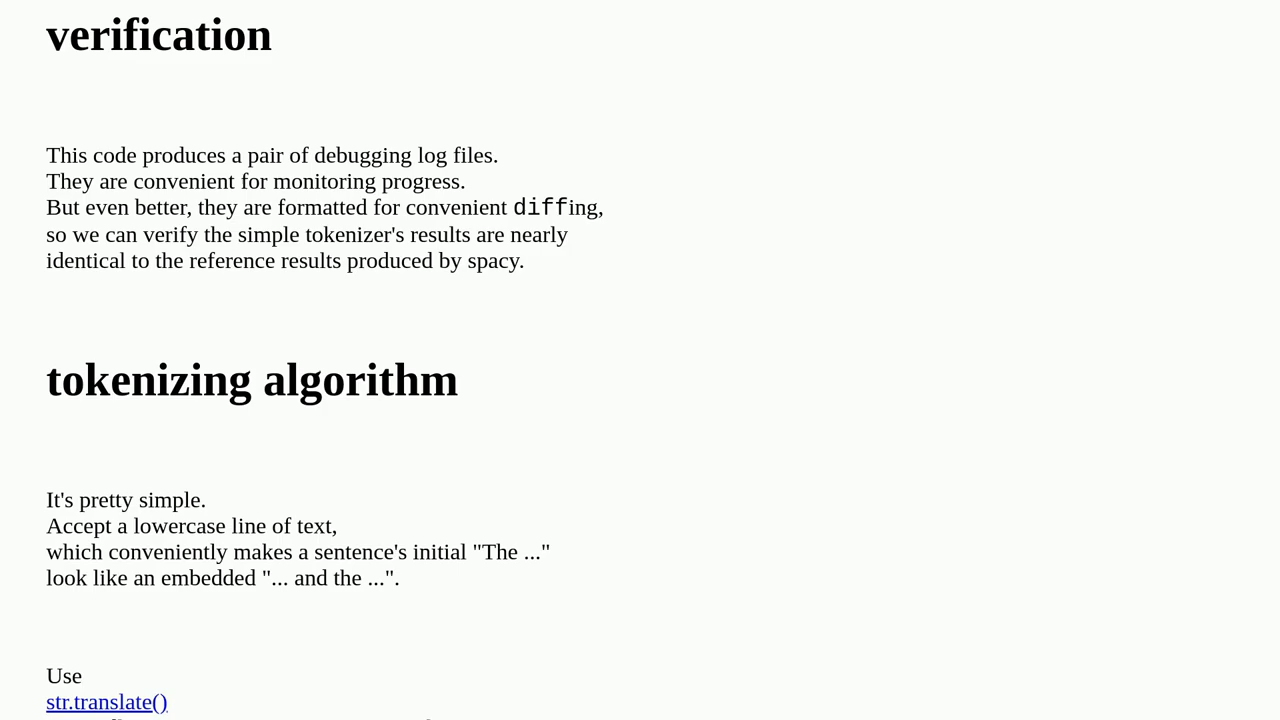 verification
This code produces a pair of debugging log files.
They are convenient for monitoring progress.
But even better, they are formatted for convenient diffing,
so we can verify the simple tokenizer's results are nearly
identical to the reference results produced by spacy.
tokenizing algorithm
It's pretty simple.
Accept a lowercase line of text,
which conveniently makes a sentence's initial "The ..."
look like an embedded "... and the ...".
Use
str.translate()